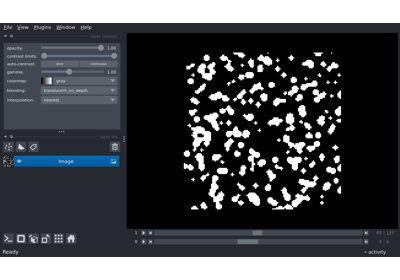 File View Plugins Window Help
opacity: 1.00
contrast limits:
auto-contrast: once continuous
gamma: 1.00
colormap: gray
blending: translucent_no_depth
interpolation: nearest
Image
1
0
Ready
activity